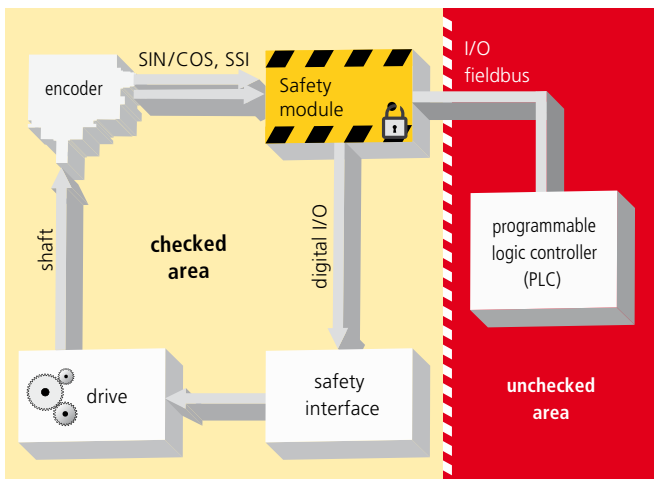 SIN/COS, SSI
encoder
Safety
module
I/O
fieldbus
shaft
checked
area
digital I/O
programmable
logic controller
(PLC)
drive
safety
interface
unchecked
area